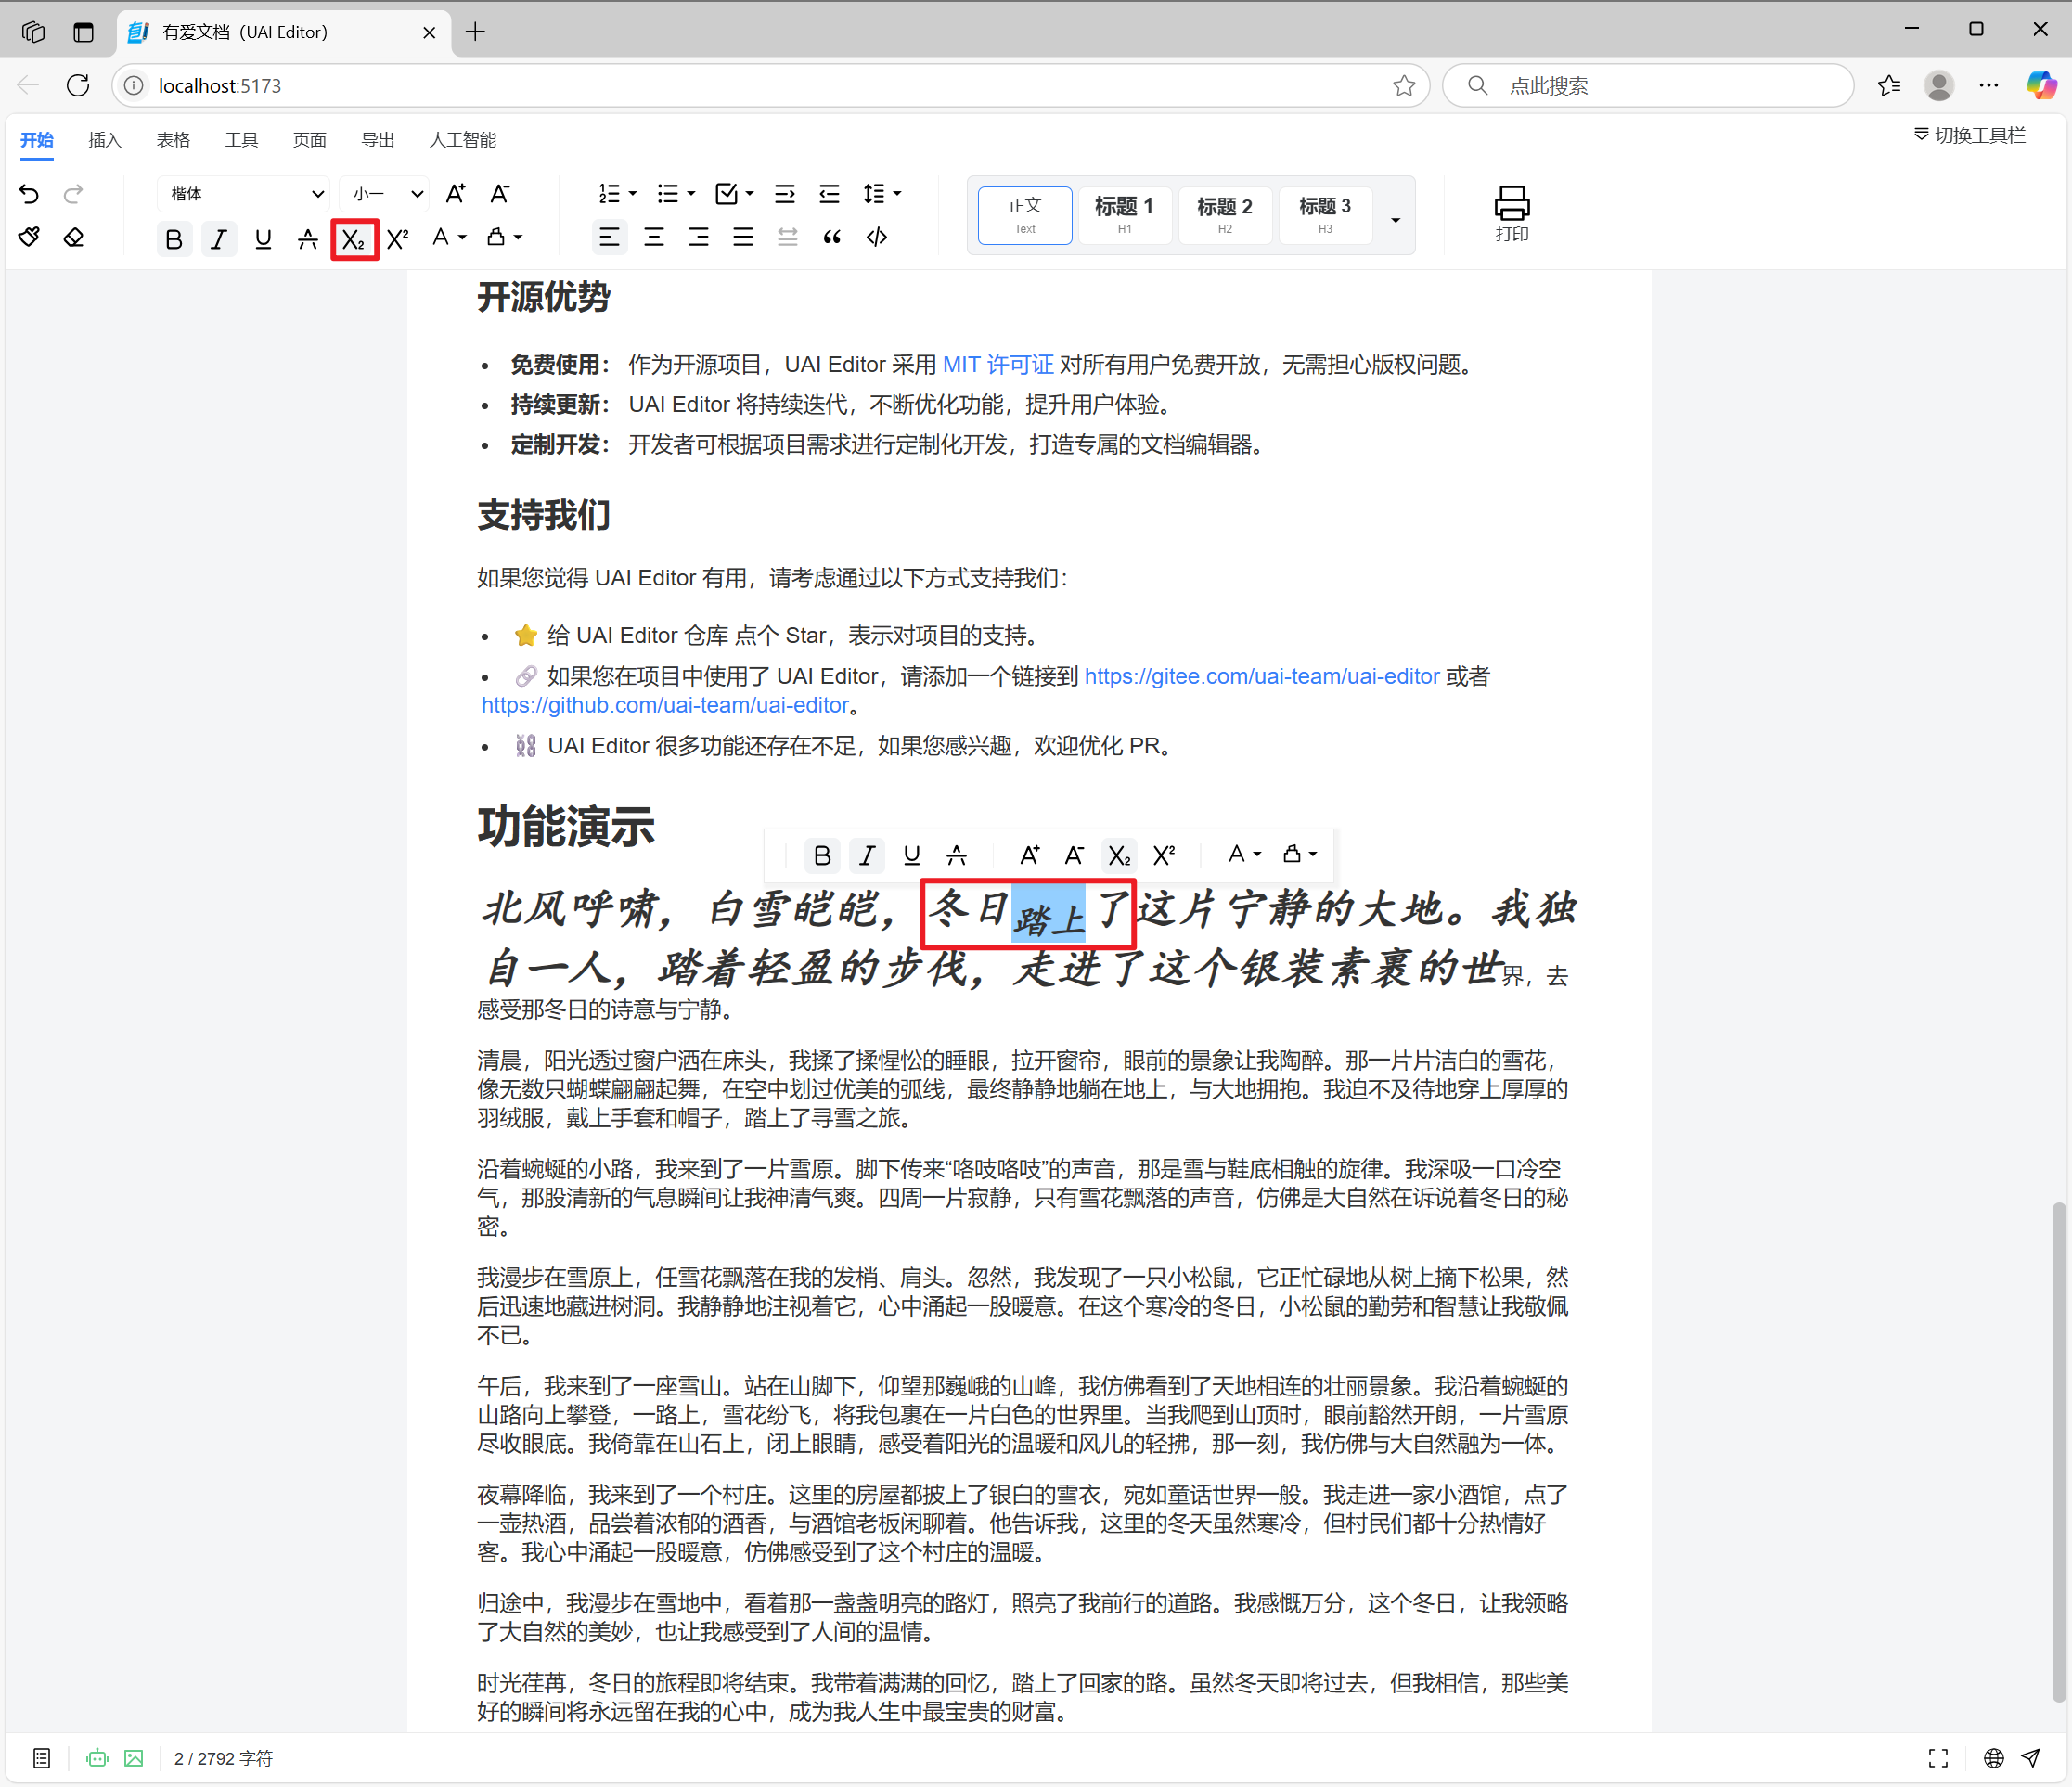 有爱文档（UAI Editor）
localhost:5173
点此搜索
开始 插入 表格 工具 页面 导出 人工智能
切换工具栏
楷体 小一
正文 Text
标题 1 H1
标题 2 H2
标题 3 H3
打印
开源优势
• 免费使用： 作为开源项目，UAI Editor 采用 MIT 许可证 对所有用户免费开放，无需担心版权问题。
• 持续更新： UAI Editor 将持续迭代，不断优化功能，提升用户体验。
• 定制开发： 开发者可根据项目需求进行定制化开发，打造专属的文档编辑器。
支持我们
如果您觉得 UAI Editor 有用，请考虑通过以下方式支持我们：
• ⭐ 给 UAI Editor 仓库 点个 Star，表示对项目的支持。
• 🔗 如果您在项目中使用了 UAI Editor，请添加一个链接到 https://gitee.com/uai-team/uai-editor 或者
https://github.com/uai-team/uai-editor。
• ⛓ UAI Editor 很多功能还存在不足，如果您感兴趣，欢迎优化 PR。
功能演示
北风呼啸，白雪皑皑，冬日踏上了这片宁静的大地。我独
自一人，踏着轻盈的步伐，走进了这个银装素裹的世界，去
感受那冬日的诗意与宁静。
清晨，阳光透过窗户洒在床头，我揉了揉惺忪的睡眼，拉开窗帘，眼前的景象让我陶醉。那一片片洁白的雪花，
像无数只蝴蝶翩翩起舞，在空中划过优美的弧线，最终静静地躺在地上，与大地拥抱。我迫不及待地穿上厚厚的
羽绒服，戴上手套和帽子，踏上了寻雪之旅。
沿着蜿蜒的小路，我来到了一片雪原。脚下传来“咯吱咯吱”的声音，那是雪与鞋底相触的旋律。我深吸一口冷空
气，那股清新的气息瞬间让我神清气爽。四周一片寂静，只有雪花飘落的声音，仿佛是大自然在诉说着冬日的秘
密。
我漫步在雪原上，任雪花飘落在我的发梢、肩头。忽然，我发现了一只小松鼠，它正忙碌地从树上摘下松果，然
后迅速地藏进树洞。我静静地注视着它，心中涌起一股暖意。在这个寒冷的冬日，小松鼠的勤劳和智慧让我敬佩
不已。
午后，我来到了一座雪山。站在山脚下，仰望那巍峨的山峰，我仿佛看到了天地相连的壮丽景象。我沿着蜿蜒的
山路向上攀登，一路上，雪花纷飞，将我包裹在一片白色的世界里。当我爬到山顶时，眼前豁然开朗，一片雪原
尽收眼底。我倚靠在山石上，闭上眼睛，感受着阳光的温暖和风儿的轻拂，那一刻，我仿佛与大自然融为一体。
夜幕降临，我来到了一个村庄。这里的房屋都披上了银白的雪衣，宛如童话世界一般。我走进一家小酒馆，点了
一壶热酒，品尝着浓郁的酒香，与酒馆老板闲聊着。他告诉我，这里的冬天虽然寒冷，但村民们都十分热情好
客。我心中涌起一股暖意，仿佛感受到了这个村庄的温暖。
归途中，我漫步在雪地中，看着那一盏盏明亮的路灯，照亮了我前行的道路。我感慨万分，这个冬日，让我领略
了大自然的美妙，也让我感受到了人间的温情。
时光荏苒，冬日的旅程即将结束。我带着满满的回忆，踏上了回家的路。虽然冬天即将过去，但我相信，那些美
好的瞬间将永远留在我的心中，成为我人生中最宝贵的财富。
2 / 2792 字符